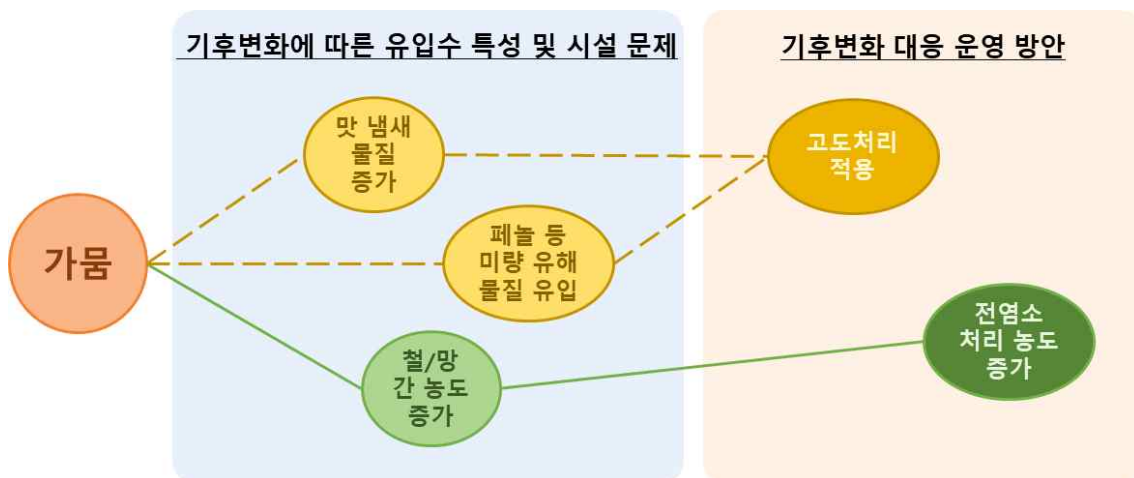 기후변화에 따른 유입수 특성 및 시설 문제
기후변화 대응 운영 방안
맛 냄새
물질
증가
고도처리
적용
가뭄
페놀 등
미량 유해
물질 유입
철/망
간 농도
증가
전염소
처리 농도
증가